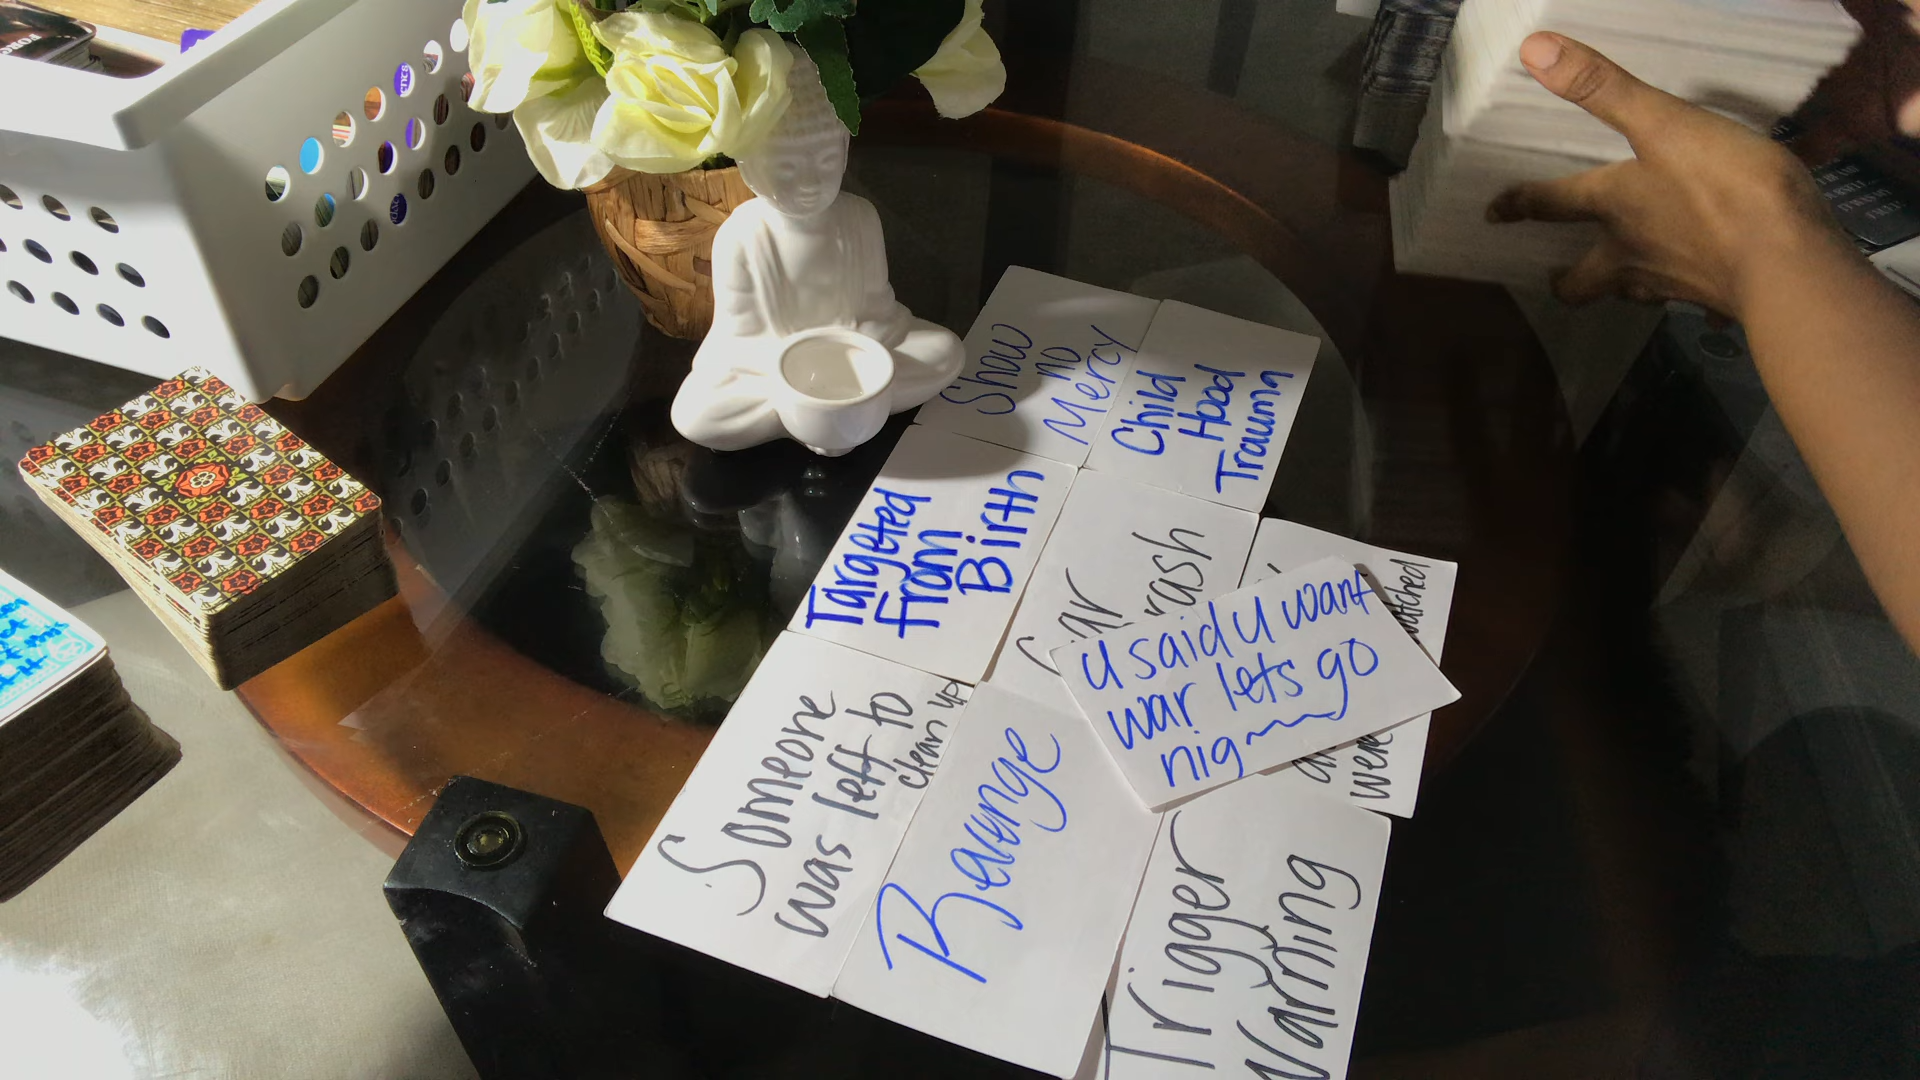 Show
no
Mercy
Child
Hood
Trauma
Targeted
From
Birth
u said u want
war lets go
nig
Someone
was left to
clean up
Revenge
Trigger
Warning